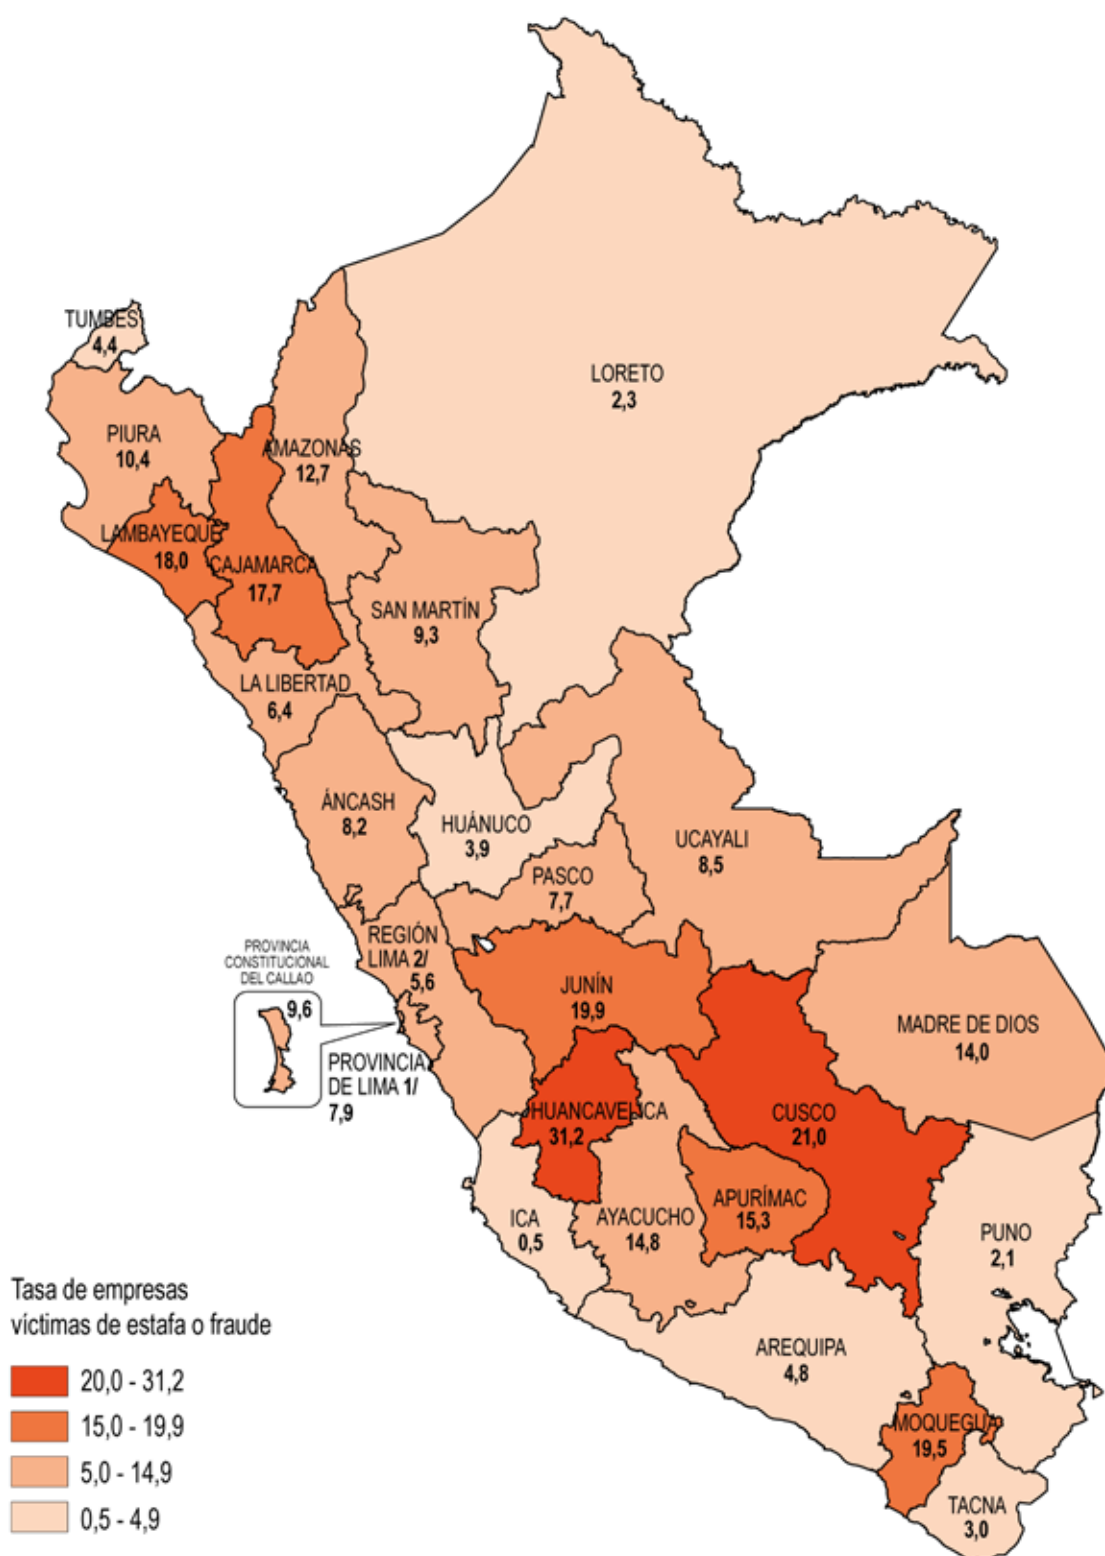 TUMBES
4,4
LORETO
2,3
PIURA
10,4
AMAZONAS
12,7
LAMBAYEQUE
18,0
CAJAMARCA
17,7
SAN MARTÍN
9,3
LA LIBERTAD
6,4
ÁNCASH
8,2
HUÁNUCO
3,9
UCAYALI
8,5
PASCO
7,7
REGIÓN
LIMA 2/
5,6
PROVINCIA
CONSTITUCIONAL
DEL CALLAO
9,6
JUNÍN
19,9
MADRE DE DIOS
14,0
PROVINCIA
DE LIMA 1/
7,9
HUANCAVELICA
31,2
CUSCO
21,0
APURÍMAC
15,3
ICA
0,5
AYACUCHO
14,8
PUNO
2,1
AREQUIPA
4,8
MOQUEGUA
19,5
TACNA
3,0
Tasa de empresas
víctimas de estafa o fraude
20,0 - 31,2
15,0 - 19,9
5,0 - 14,9
0,5 - 4,9